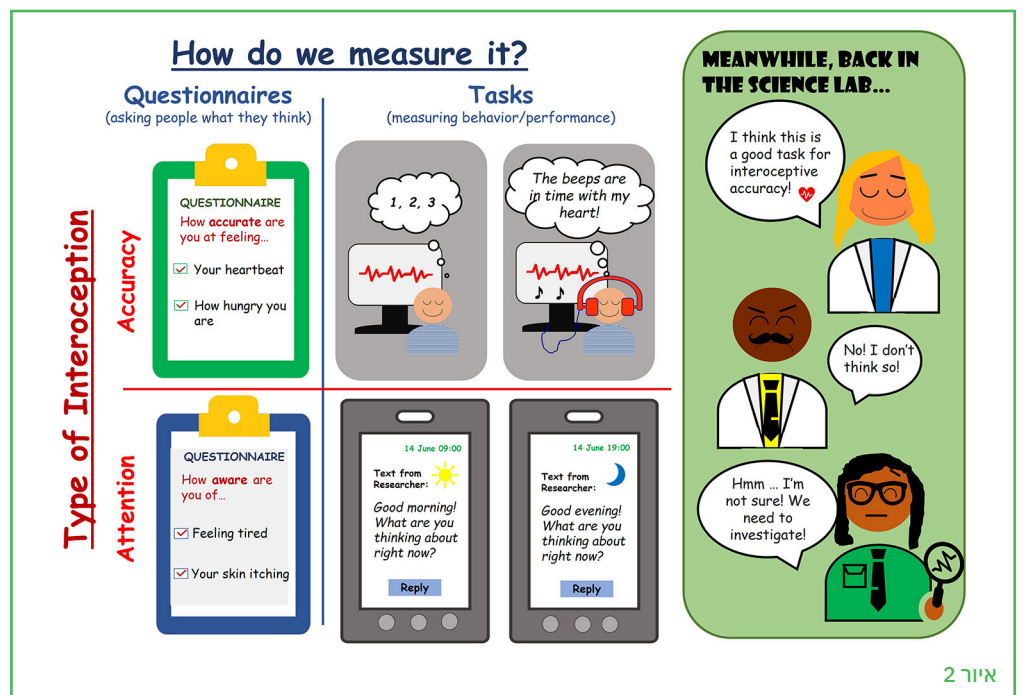 How do we measure it?
Questionnaires
(asking people what they think)
Tasks
(measuring behavior/performance)
Type of Interoception
Accuracy
QUESTIONNAIRE
How accurate are
you at feeling...
Your heartbeat
How hungry you
are
1, 2, 3
The beeps are
in time with my
heart!
Attention
QUESTIONNAIRE
How aware are
you of...
Feeling tired
Your skin itching
14 June 09:00
Text from
Researcher:
Good morning!
What are you
thinking about
right now?
Reply
14 June 19:00
Text from
Researcher:
Good evening!
What are you
thinking about
right now?
Reply
MEANWHILE, BACK IN
THE SCIENCE LAB...
I think this is
a good task for
interoceptive
accuracy!
No! I don't
think so!
Hmm ... I'm
not sure! We
need to
investigate!
איור 2